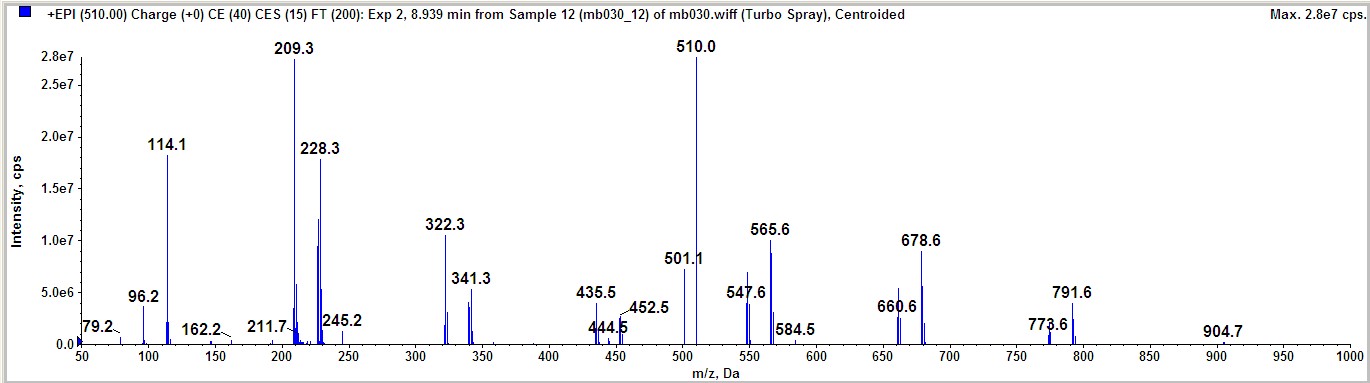 +EPI (510.00) Charge (+0) CE (40) CES (15) FT (200): Exp 2, 8.939 min from Sample 12 (mb030_12) of mb030.wiff (Turbo Spray), Centroided
Max. 2.8e7 cps.
Intensity, cps
2.8e7
2.5e7
2.0e7
1.5e7
1.0e7
5.0e6
0.0
79.2
96.2
114.1
162.2
209.3
211.7
228.3
245.2
322.3
341.3
435.5
444.5
452.5
501.1
510.0
547.6
565.6
584.5
660.6
678.6
773.6
791.6
904.7
50 100 150 200 250 300 350 400 450 500 550 600 650 700 750 800 850 900 950 1000
m/z, Da